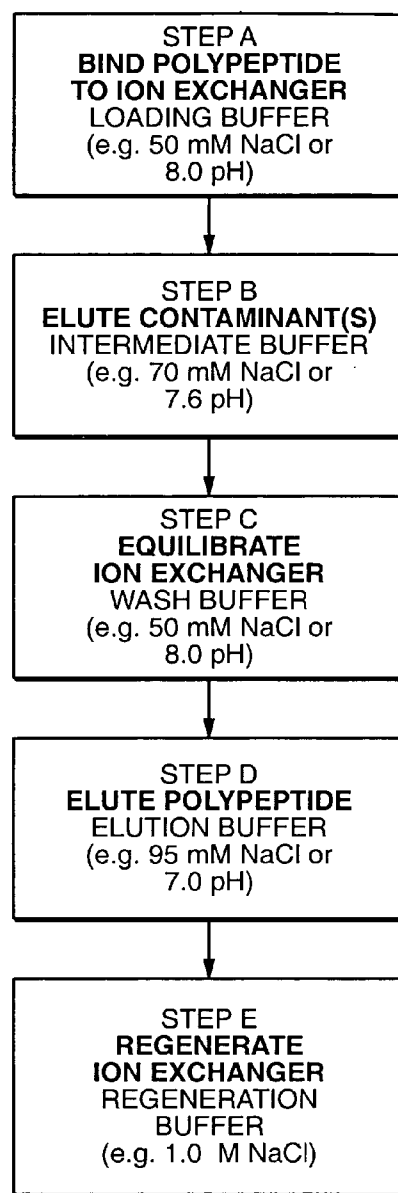 STEP A
BIND POLYPEPTIDE
TO ION EXCHANGER
LOADING BUFFER
(e.g. 50 mM NaCl or
8.0 pH)
STEP B
ELUTE CONTAMINANT(S)
INTERMEDIATE BUFFER
(e.g. 70 mM NaCl or
7.6 pH)
STEP C
EQUILIBRATE
ION EXCHANGER
WASH BUFFER
(e.g. 50 mM NaCl or
8.0 pH)
STEP D
ELUTE POLYPEPTIDE
ELUTION BUFFER
(e.g. 95 mM NaCl or
7.0 pH)
STEP E
REGENERATE
ION EXCHANGER
REGENERATION
BUFFER
(e.g. 1.0 M NaCl)